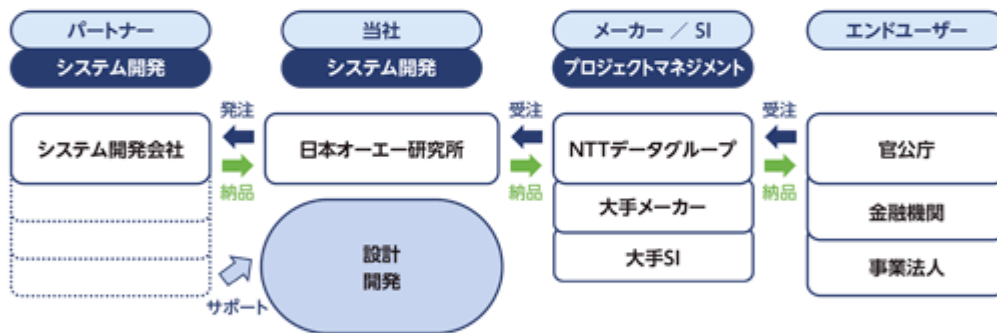 パートナー
システム開発
当社
システム開発
メーカー ／ SI
プロジェクトマネジメント
エンドユーザー
発注
受注
受注
システム開発会社
日本オーエー研究所
NTTデータグループ
官公庁
納品
納品
納品
大手メーカー
金融機関
設計
開発
大手SI
事業法人
サポート